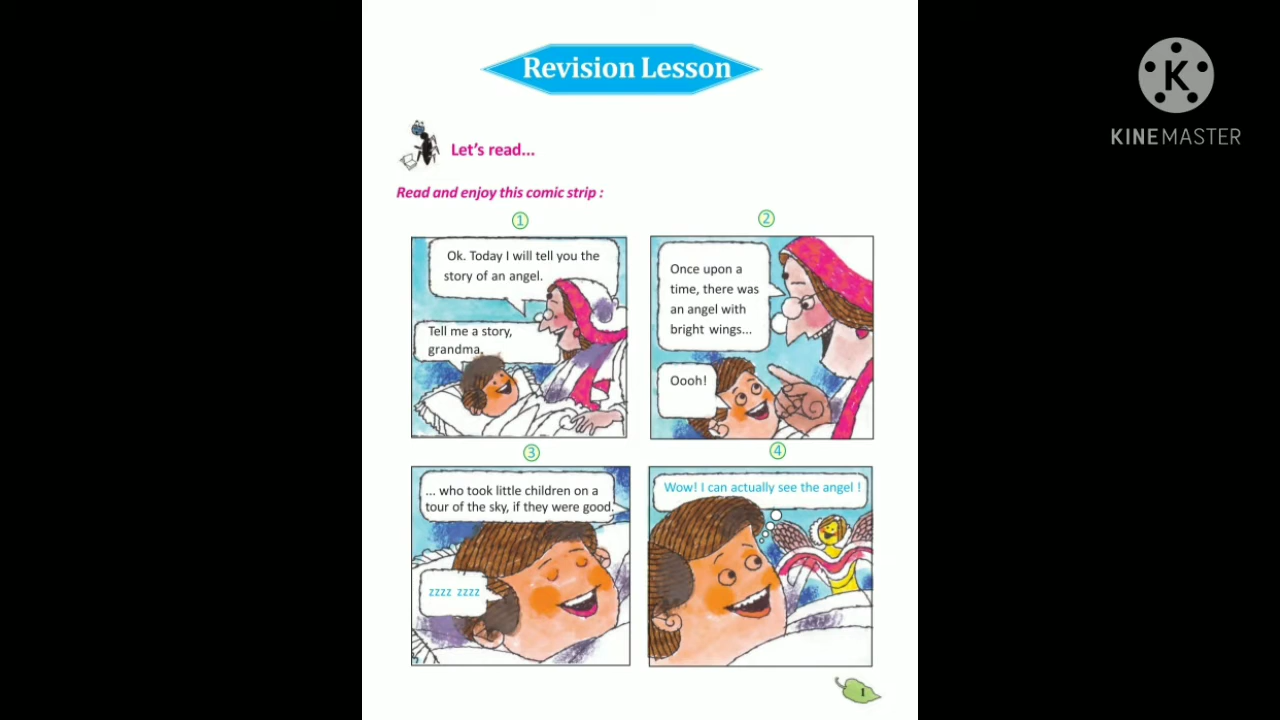 Revision Lesson
KINEMASTER
Let's read...
Read and enjoy this comic strip :
1
2
Ok. Today I will tell you the
story of an angel.
Tell me a story,
grandma.
Once upon a
time, there was
an angel with
bright wings...
Oooh!
3
4
... who took little children on a
tour of the sky, if they were good.
zzzz zzzz
Wow! I can actually see the angel !
1